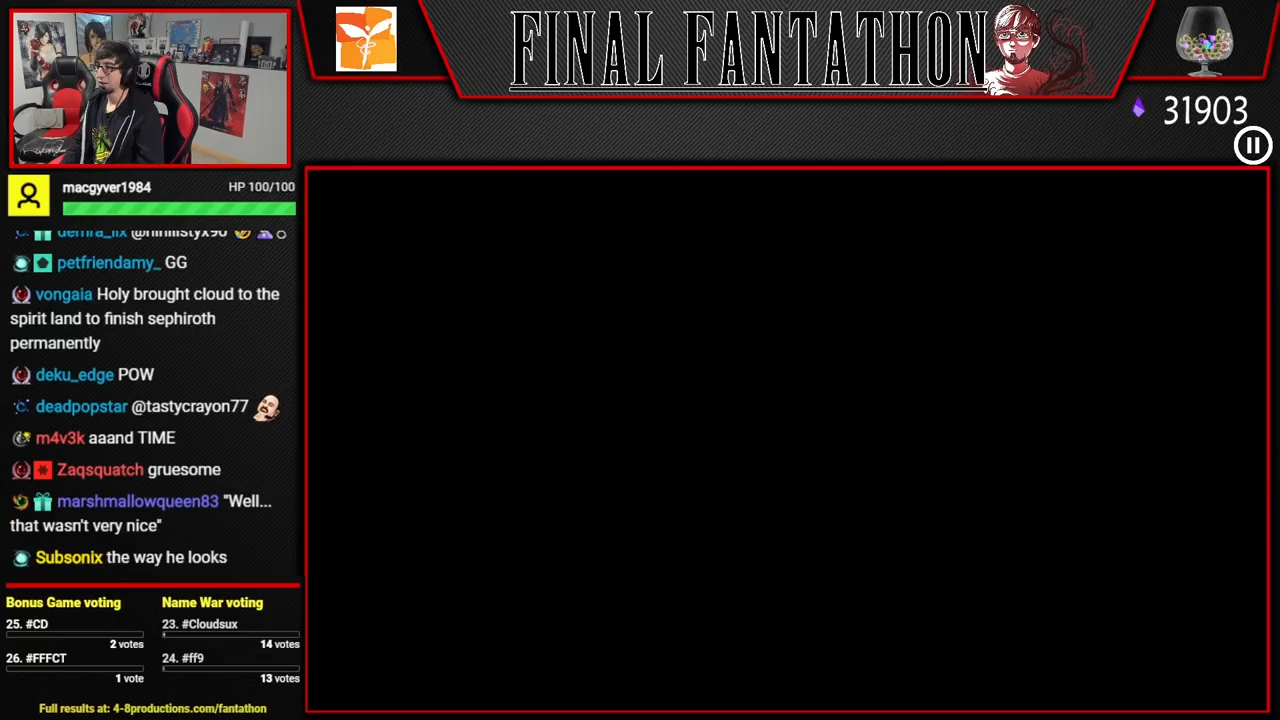 FINAL FANTATHON
31903
macgyver1984 HP 100/100
petfriendamy_ GG
vongaia Holy brought cloud to the
spirit land to finish sephiroth
permanently
deku_edge POW
deadpopstar @tastycrayon77
m4v3k aaand TIME
Zaqsquatch gruesome
marshmallowqueen83 "Well...
that wasn't very nice"
Subsonix the way he looks
Bonus Game voting
25. #CD
2 votes
26. #FFFCT
1 vote
Name War voting
23. #Cloudsux
14 votes
24. #ff9
13 votes
Full results at: 4-8productions.com/fantathon